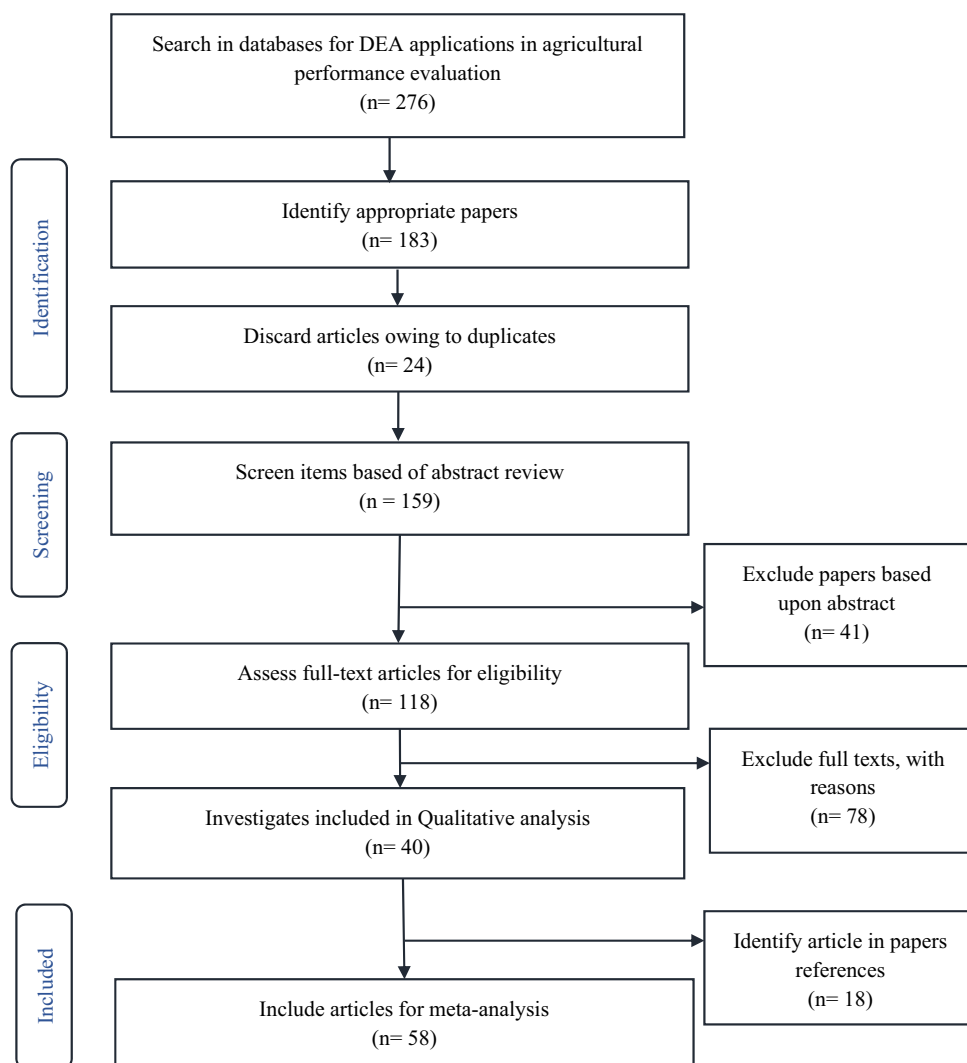 Search in databases for DEA applications in agricultural
performance evaluation
(n= 276)
Identification
Identify appropriate papers
(n= 183)
Discard articles owing to duplicates
(n= 24)
Screening
Screen items based of abstract review
(n = 159)
Exclude papers based
upon abstract
(n= 41)
Eligibility
Assess full-text articles for eligibility
(n= 118)
Exclude full texts, with
reasons
(n= 78)
Investigates included in Qualitative analysis
(n= 40)
Included
Identify article in papers
references
(n= 18)
Include articles for meta-analysis
(n= 58)